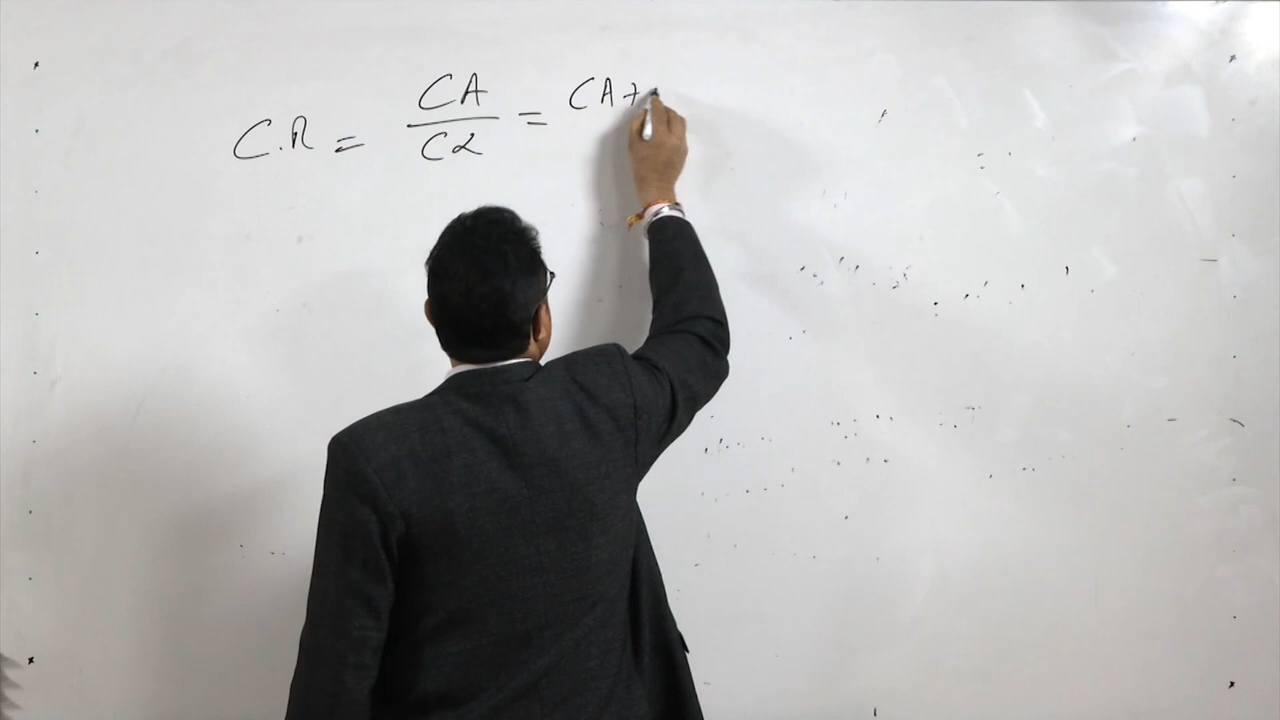 C.R = CA / CL = CA +